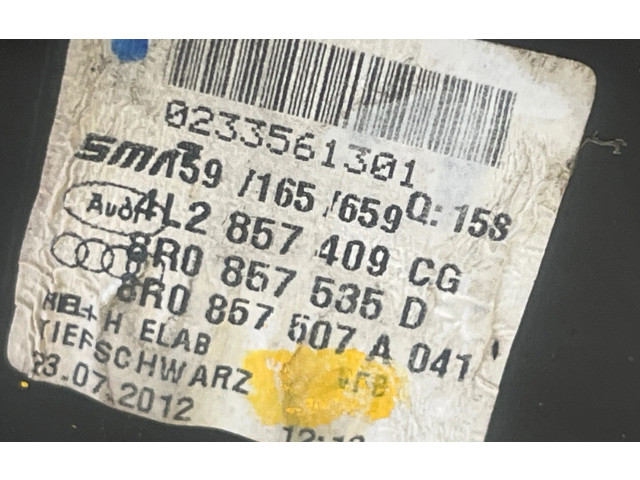 0233561301
SMR 59 /165 /659 Q: 158
Audi 4L2 857 409 CG
8R0 857 535 D
8R0 857 507 A 041
ELAB
TIEFSCHWARZ
23.07.2012